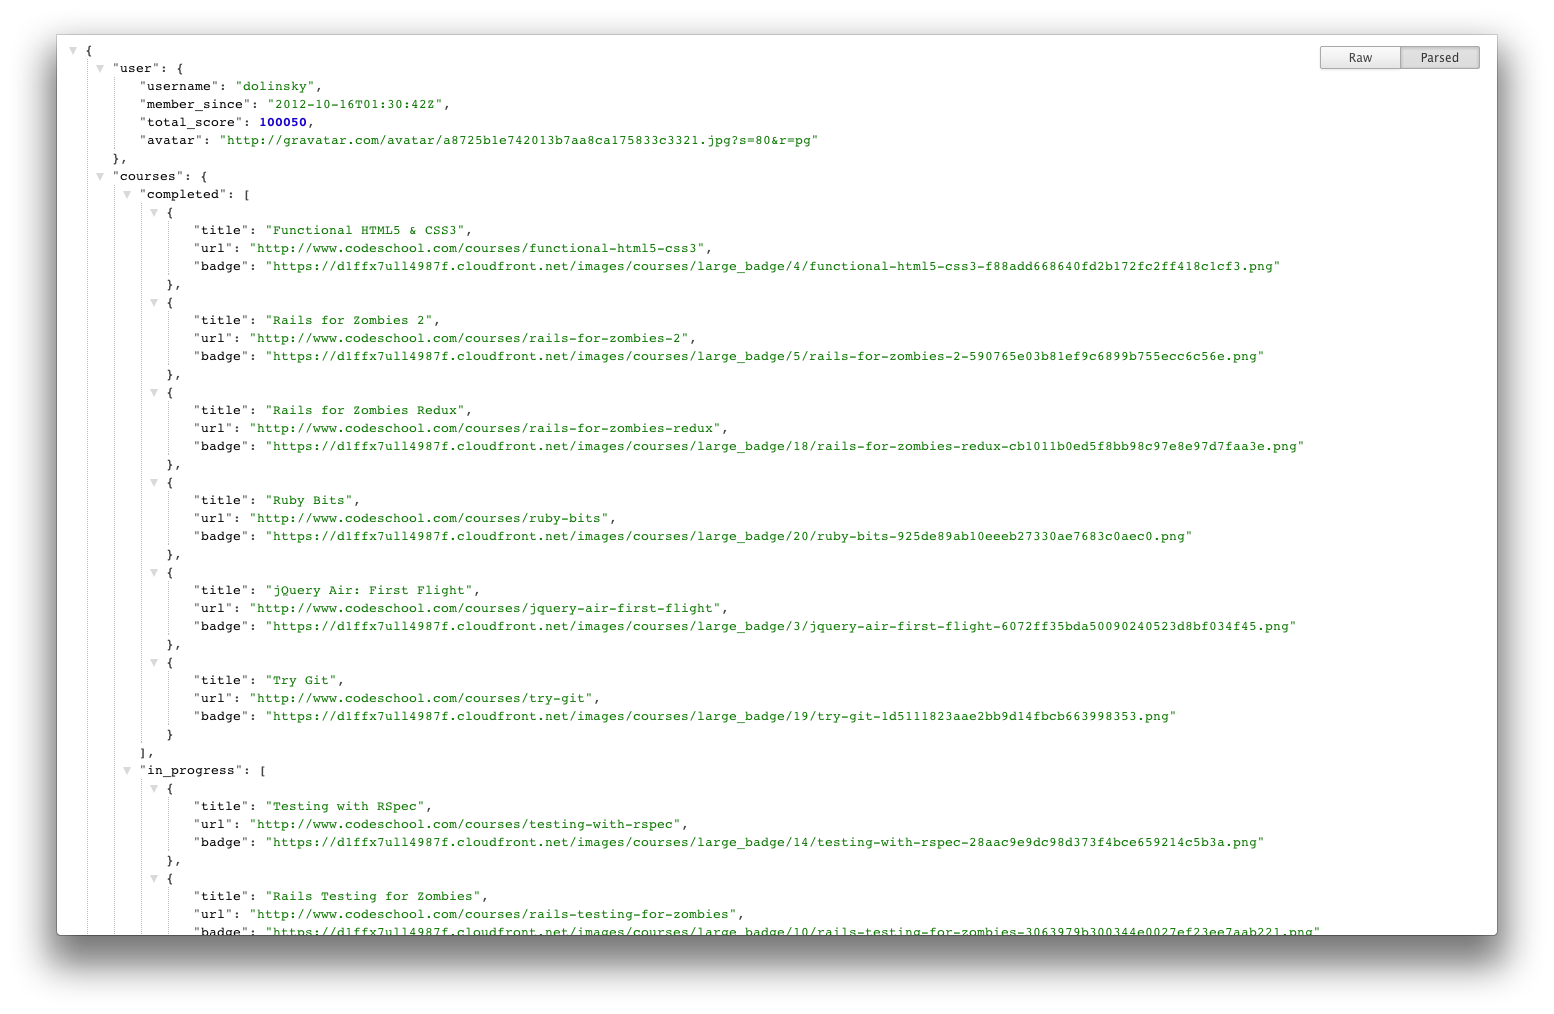 {
Raw Parsed
"user": {
"username": "dolinsky",
"member_since": "2012-10-16T01:30:42Z",
"total_score": 100050,
"avatar": "http://gravatar.com/avatar/a8725b1e742013b7aa8ca175833c3321.jpg?s=80&r=pg"
},
"courses": {
"completed": [
{
"title": "Functional HTML5 & CSS3",
"url": "http://www.codeschool.com/courses/functional-html5-css3",
"badge": "https://d1ffx7ull4987f.cloudfront.net/images/courses/large_badge/4/functional-html5-css3-f88add668640fd2b172fc2ff418c1cf3.png"
},
{
"title": "Rails for Zombies 2",
"url": "http://www.codeschool.com/courses/rails-for-zombies-2",
"badge": "https://d1ffx7ull4987f.cloudfront.net/images/courses/large_badge/5/rails-for-zombies-2-590765e03b81ef9c6899b755ecc6c56e.png"
},
{
"title": "Rails for Zombies Redux",
"url": "http://www.codeschool.com/courses/rails-for-zombies-redux",
"badge": "https://d1ffx7ull4987f.cloudfront.net/images/courses/large_badge/18/rails-for-zombies-redux-cb1011b0ed5f8bb98c97e8e97d7faa3e.png"
},
{
"title": "Ruby Bits",
"url": "http://www.codeschool.com/courses/ruby-bits",
"badge": "https://d1ffx7ull4987f.cloudfront.net/images/courses/large_badge/20/ruby-bits-925de89ab10eeeb27330ae7683c0aec0.png"
},
{
"title": "jQuery Air: First Flight",
"url": "http://www.codeschool.com/courses/jquery-air-first-flight",
"badge": "https://d1ffx7ull4987f.cloudfront.net/images/courses/large_badge/3/jquery-air-first-flight-6072ff35bda50090240523d8bf034f45.png"
},
{
"title": "Try Git",
"url": "http://www.codeschool.com/courses/try-git",
"badge": "https://d1ffx7ull4987f.cloudfront.net/images/courses/large_badge/19/try-git-1d5111823aae2bb9d14fbcb663998353.png"
}
],
"in_progress": [
{
"title": "Testing with RSpec",
"url": "http://www.codeschool.com/courses/testing-with-rspec",
"badge": "https://d1ffx7ull4987f.cloudfront.net/images/courses/large_badge/14/testing-with-rspec-28aac9e9dc98d373f4bce659214c5b3a.png"
},
{
"title": "Rails Testing for Zombies",
"url": "http://www.codeschool.com/courses/rails-testing-for-zombies",
"badge": "https://d1ffx7ull4987f.cloudfront.net/images/courses/large_badge/10/rails-testing-for-zombies-3063979b300344e0027ef23ee7aab221.png"